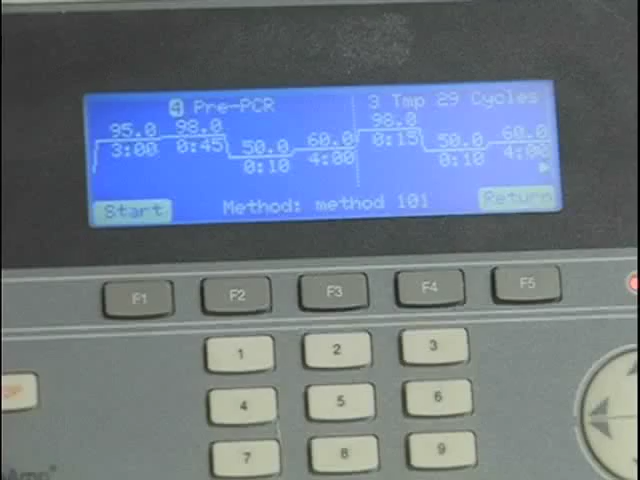 4 Pre-PCR 3 Tmp 29 Cycles
95.0 98.0 50.0 60.0 98.0 50.0 60.0
3:00 0:45 0:10 4:00 0:15 0:10 4:00
Start Method: method 101 Return
F1 F2 F3 F4 F5
1 2 3
4 5 6
7 8 9